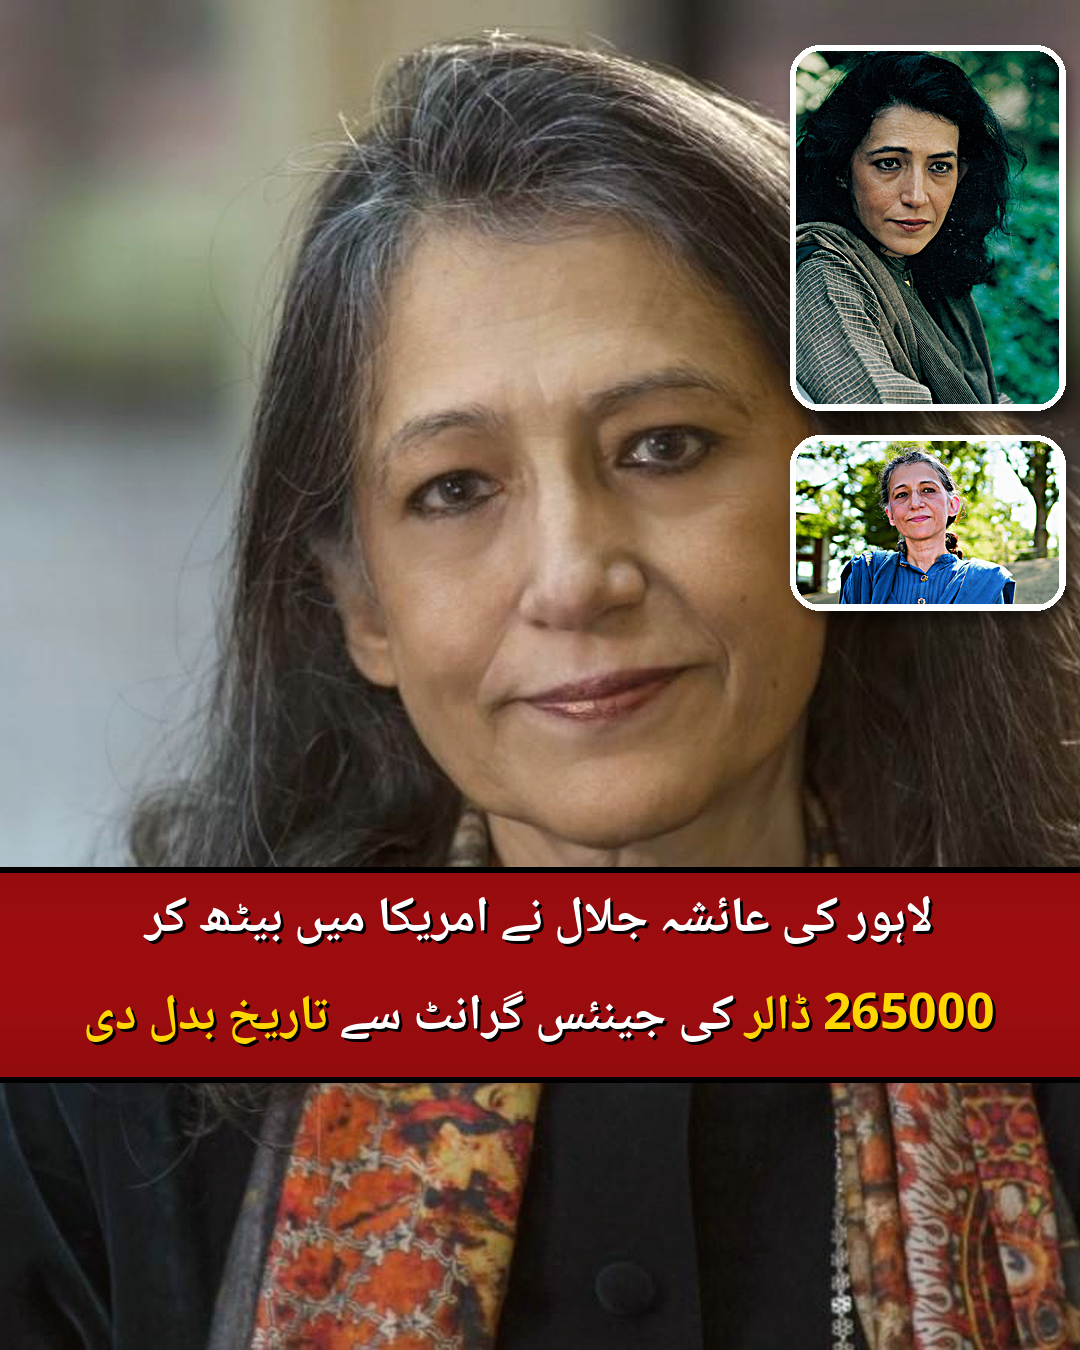 لاہور کی عائشہ جلال نے امریکا میں بیٹھ کر
265000 ڈالر کی جینئس گرانٹ سے تاریخ بدل دی